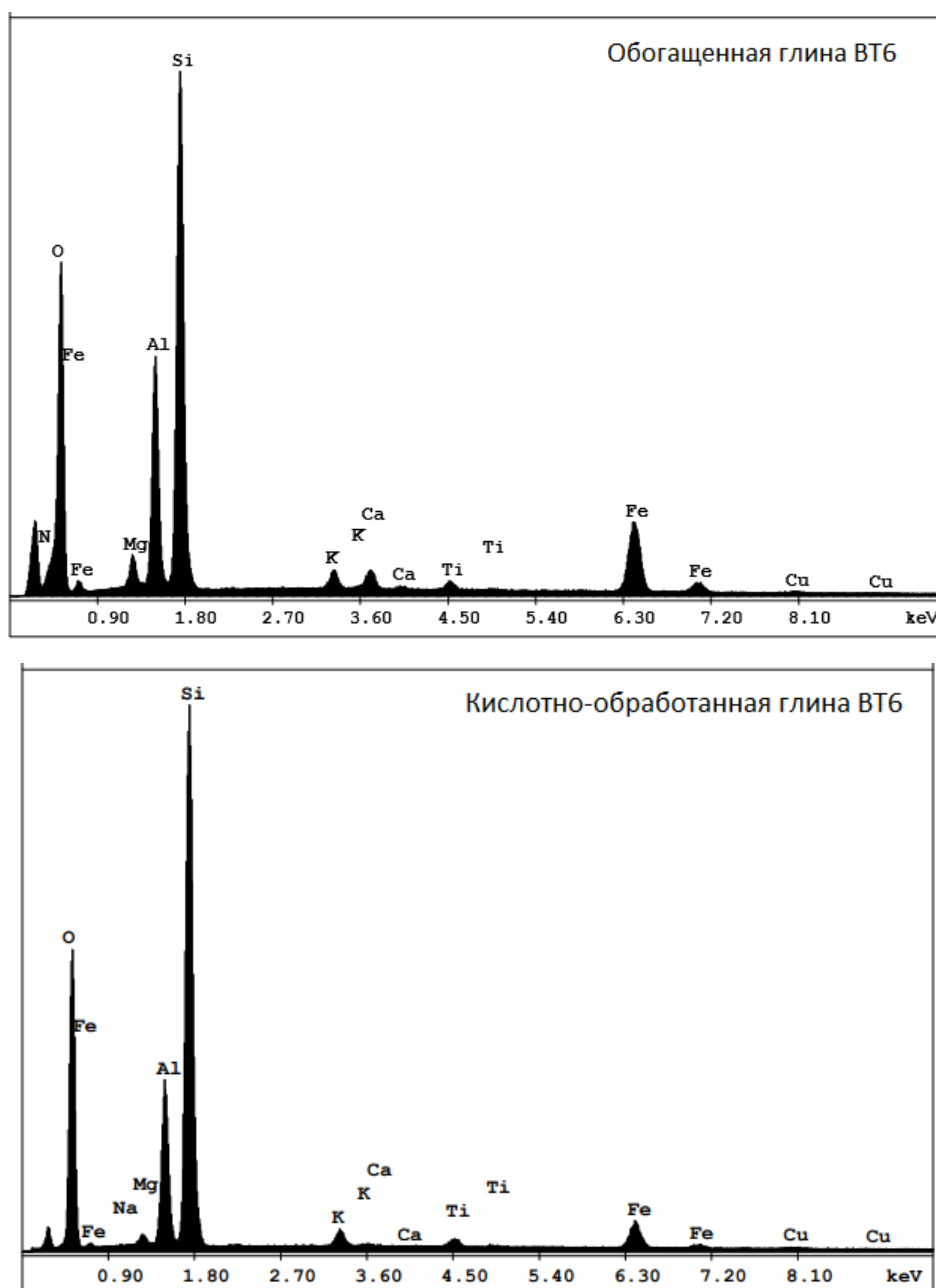 Обогащенная глина ВТ6
Si
O
Fe
Al
N
Fe
Mg
K
K
Ca
Ca
Ti
Ti
Fe
Fe
Cu
Cu
0.90 1.80 2.70 3.60 4.50 5.40 6.30 7.20 8.10 keV
Кислотно-обработанная глина ВТ6
Si
O
Fe
Al
Fe
Na
Mg
K
K
Ca
Ca
Ti
Ti
Fe
Fe
Cu
Cu
0.90 1.80 2.70 3.60 4.50 5.40 6.30 7.20 8.10 keV